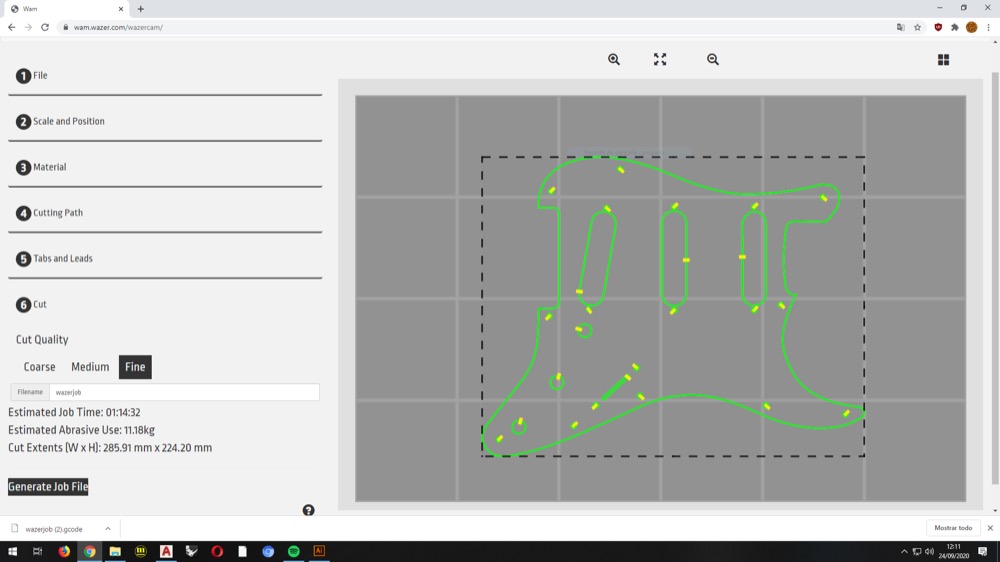 Wam
wam.wazer.com/wazercam/
1 File
2 Scale and Position
3 Material
4 Cutting Path
5 Tabs and Leads
6 Cut
Cut Quality
Coarse Medium Fine
Filename wazerjob
Estimated Job Time: 01:14:32
Estimated Abrasive Use: 11.18kg
Cut Extents (W x H): 285.91 mm x 224.20 mm
Generate Job File
wazerjob (2).gcode
Mostrar todo
12:11
24/09/2020